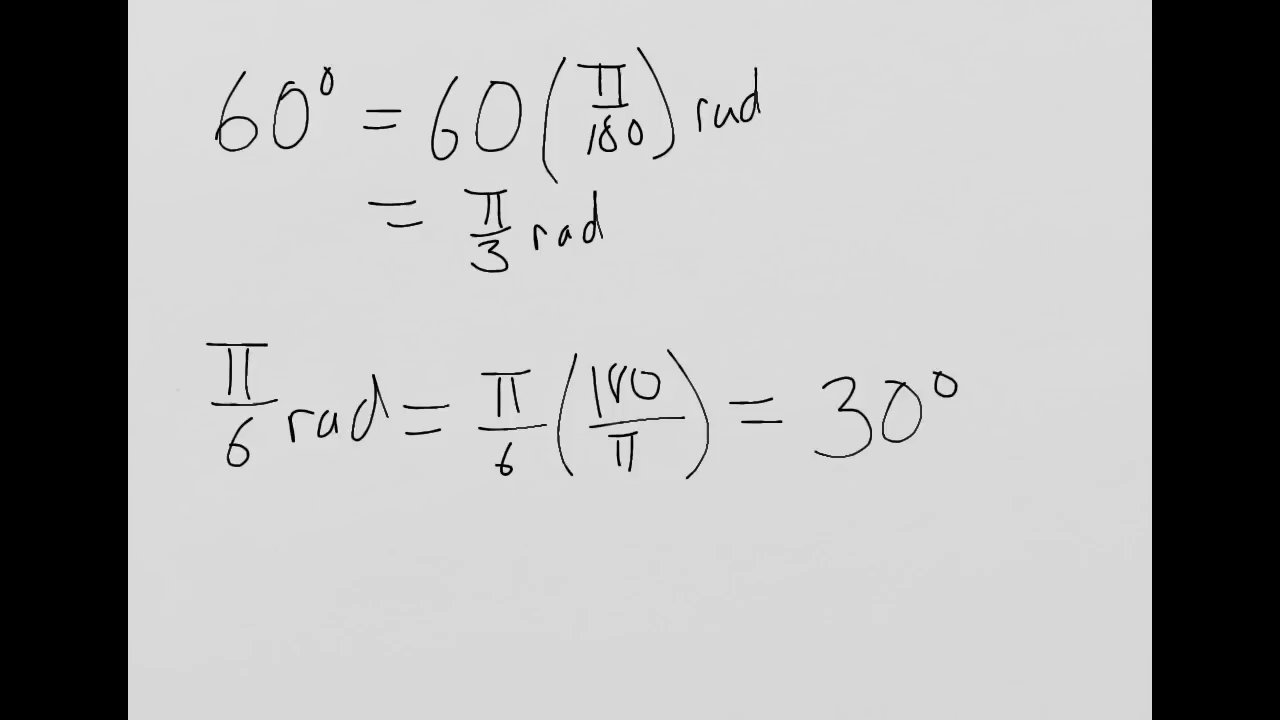 60° = 60 (π/180) rad
= π/3 rad
π/6 rad = π/6 (180/π) = 30°